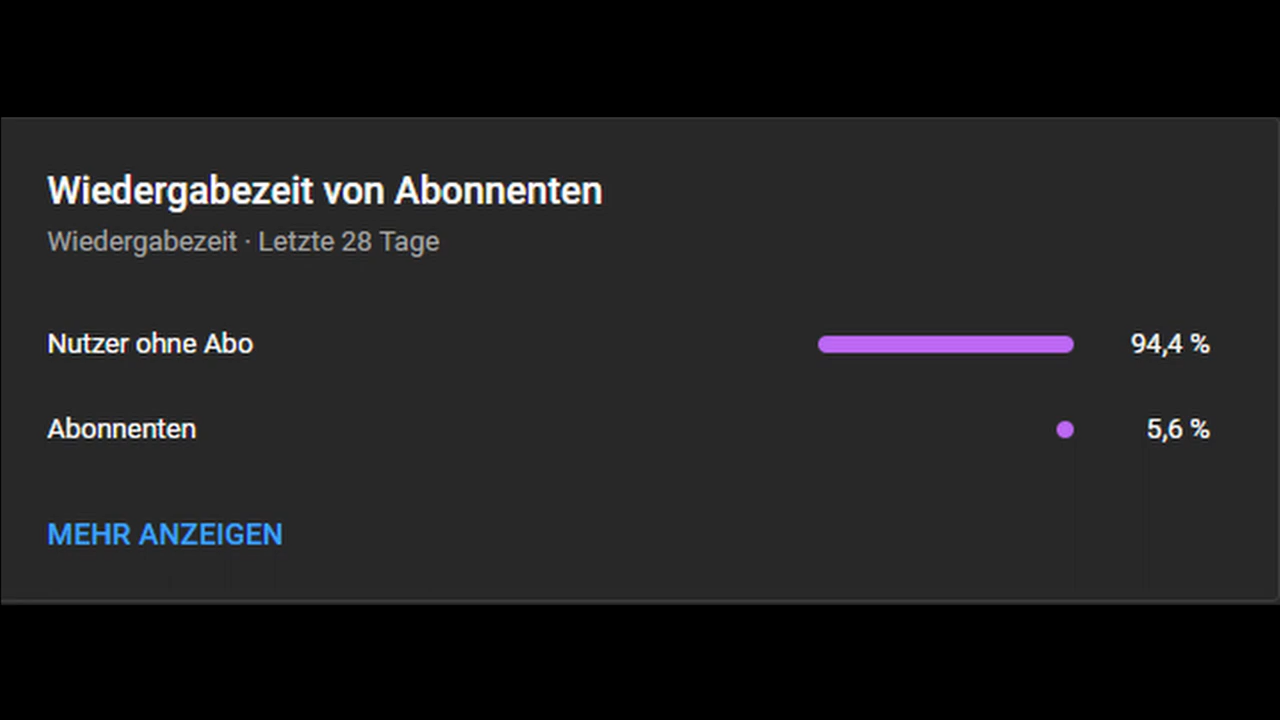 Wiedergabezeit von Abonnenten
Wiedergabezeit · Letzte 28 Tage
Nutzer ohne Abo 94,4 %
Abonnenten 5,6 %
MEHR ANZEIGEN